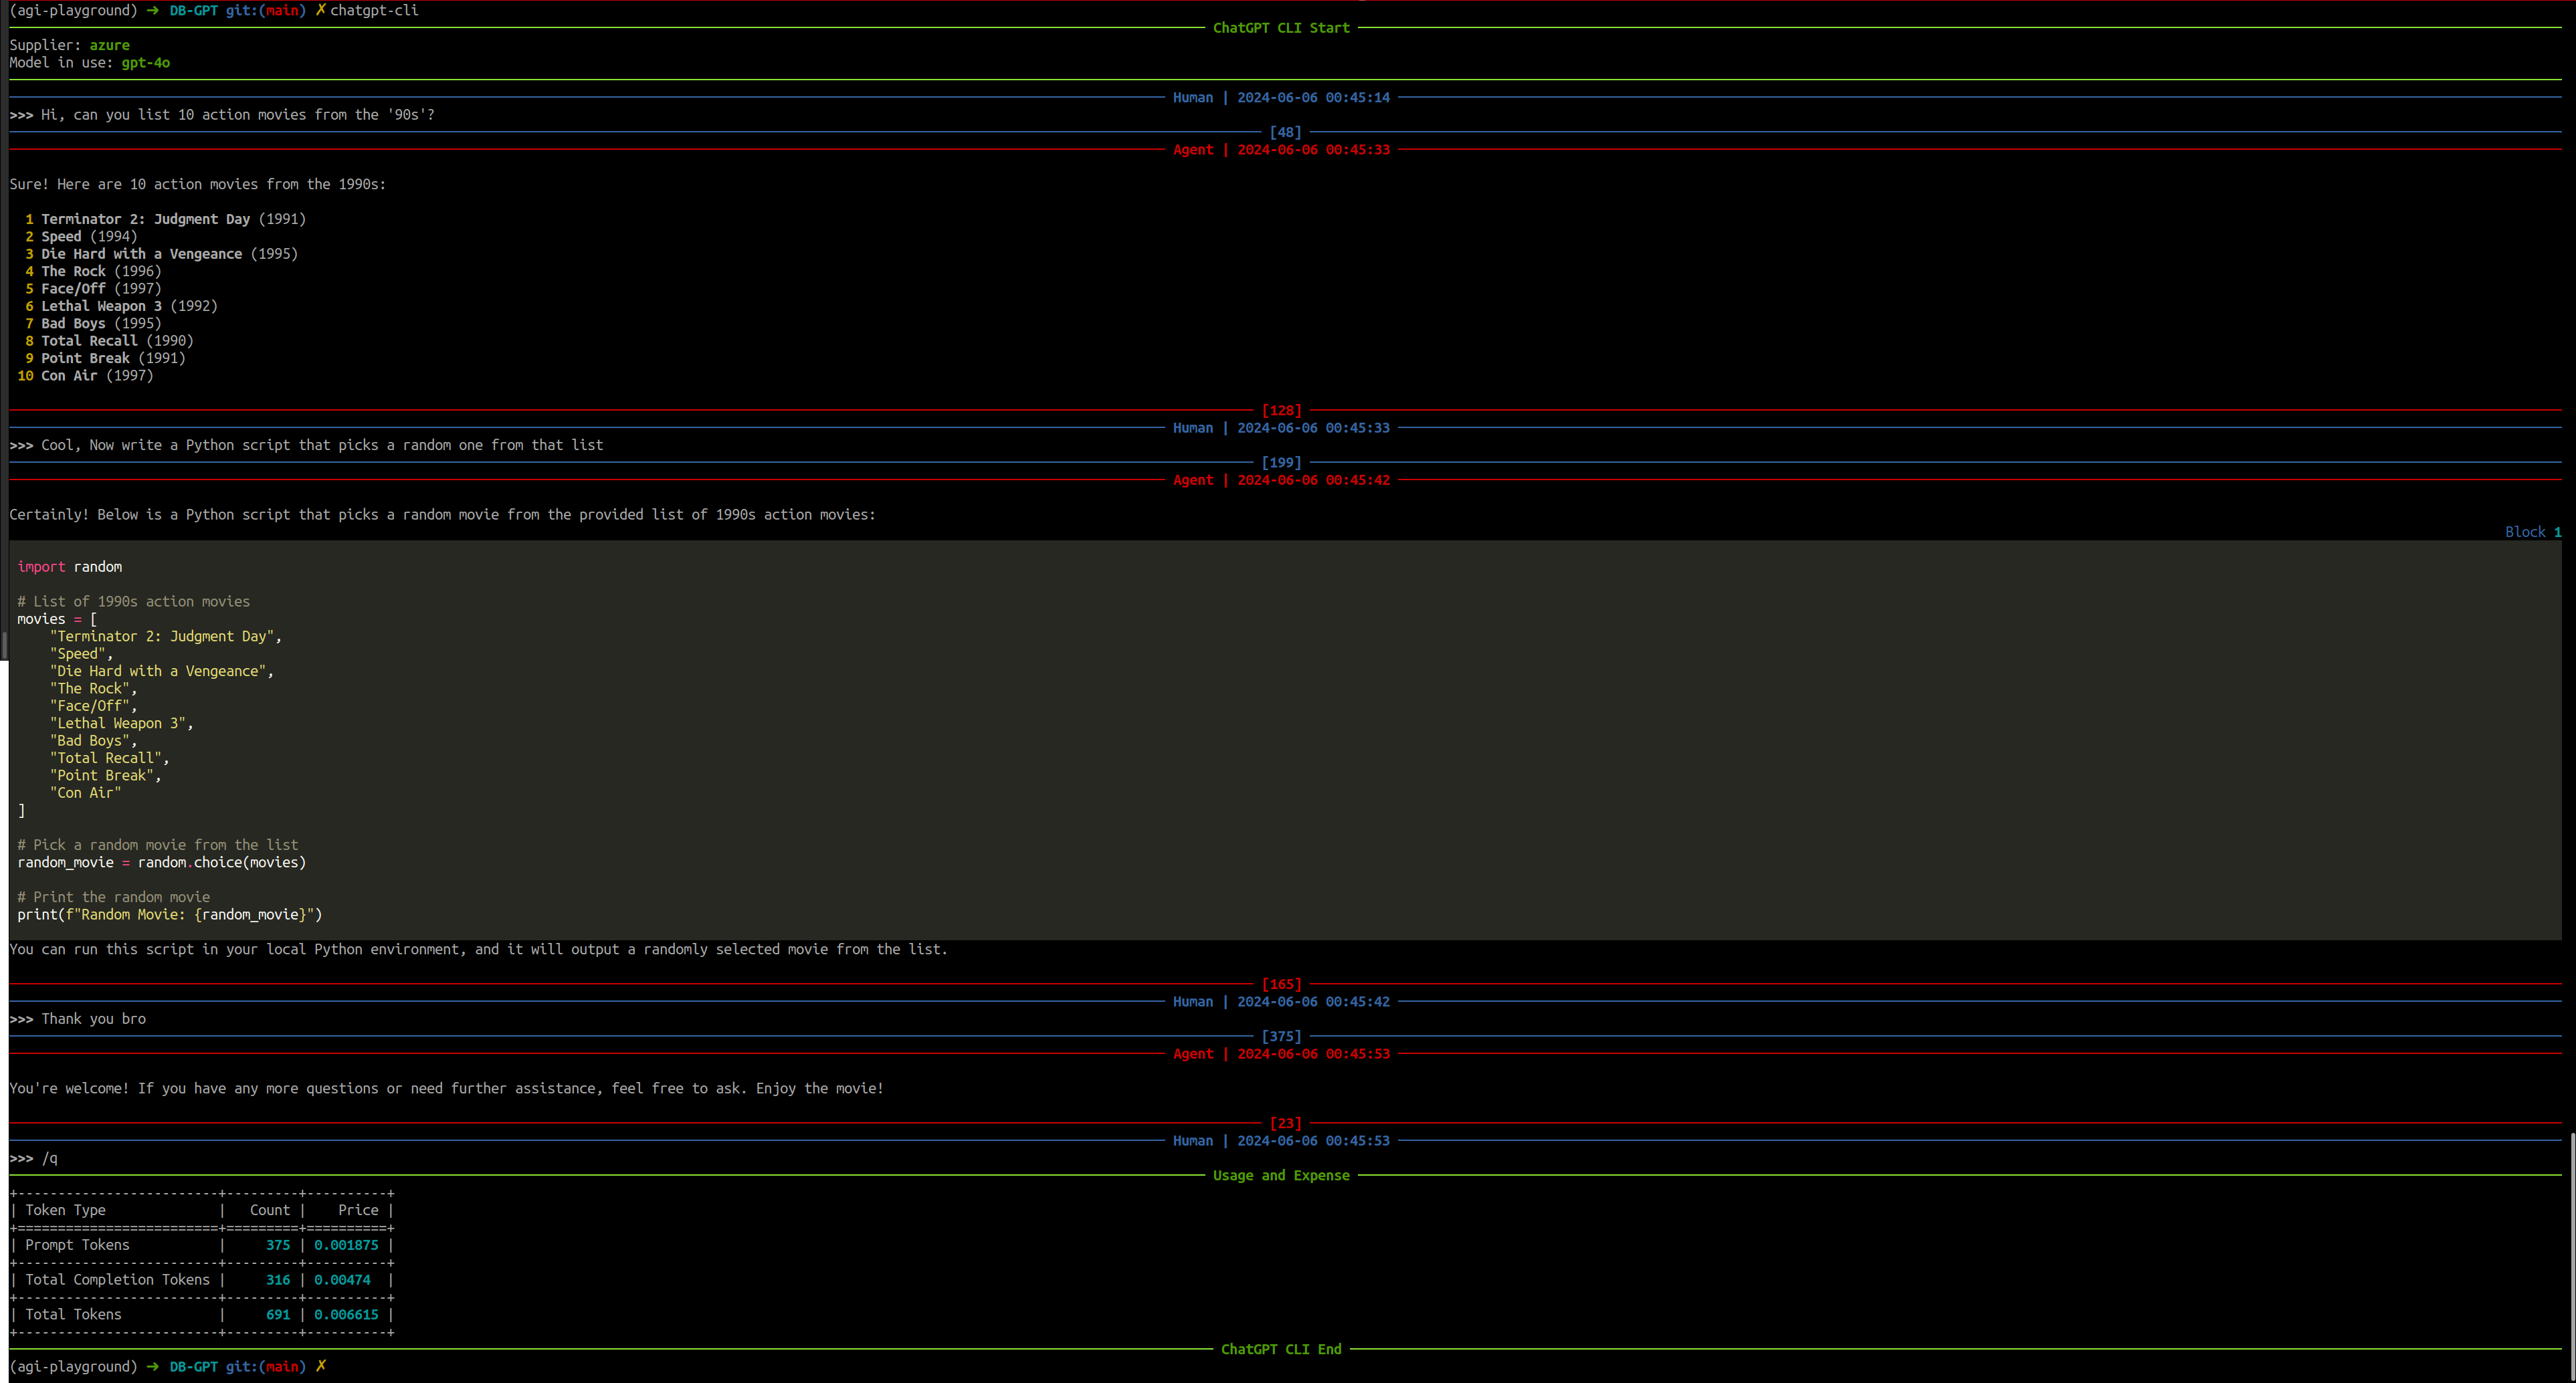 (agi-playground) ➜ DB-GPT git:(main) ✗ chatgpt-cli
ChatGPT CLI Start
Supplier: azure
Model in use: gpt-4o
Human | 2024-06-06 00:45:14
>>> Hi, can you list 10 action movies from the '90s'?
[48]
Agent | 2024-06-06 00:45:33
Sure! Here are 10 action movies from the 1990s:
1 Terminator 2: Judgment Day (1991)
2 Speed (1994)
3 Die Hard with a Vengeance (1995)
4 The Rock (1996)
5 Face/Off (1997)
6 Lethal Weapon 3 (1992)
7 Bad Boys (1995)
8 Total Recall (1990)
9 Point Break (1991)
10 Con Air (1997)
[128]
Human | 2024-06-06 00:45:33
>>> Cool, Now write a Python script that picks a random one from that list
[199]
Agent | 2024-06-06 00:45:42
Certainly! Below is a Python script that picks a random movie from the provided list of 1990s action movies:
Block 1
import random
# List of 1990s action movies
movies = [
    "Terminator 2: Judgment Day",
    "Speed",
    "Die Hard with a Vengeance",
    "The Rock",
    "Face/Off",
    "Lethal Weapon 3",
    "Bad Boys",
    "Total Recall",
    "Point Break",
    "Con Air"
]
# Pick a random movie from the list
random_movie = random.choice(movies)
# Print the random movie
print(f"Random Movie: {random_movie}")
You can run this script in your local Python environment, and it will output a randomly selected movie from the list.
[165]
Human | 2024-06-06 00:45:42
>>> Thank you bro
[375]
Agent | 2024-06-06 00:45:53
You're welcome! If you have any more questions or need further assistance, feel free to ask. Enjoy the movie!
[23]
Human | 2024-06-06 00:45:53
>>> /q
Usage and Expense
+-------------------------+---------+----------+
| Token Type              |   Count |    Price |
+=========================+=========+==========+
| Prompt Tokens           |     375 | 0.001875 |
+-------------------------+---------+----------+
| Total Completion Tokens |     316 | 0.00474  |
+-------------------------+---------+----------+
| Total Tokens            |     691 | 0.006615 |
+-------------------------+---------+----------+
ChatGPT CLI End
(agi-playground) ➜ DB-GPT git:(main) ✗